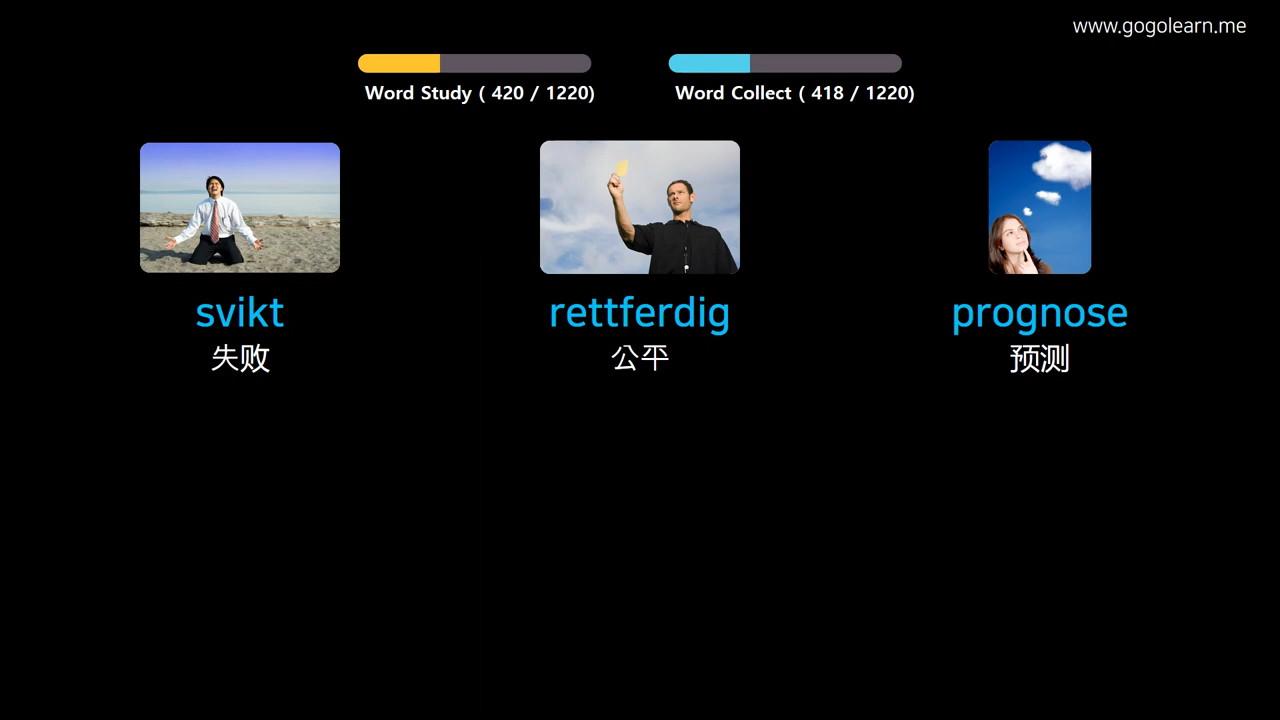 www.gogolearn.me
Word Study ( 420 / 1220)
Word Collect ( 418 / 1220)
svikt
失败
rettferdig
公平
prognose
预测